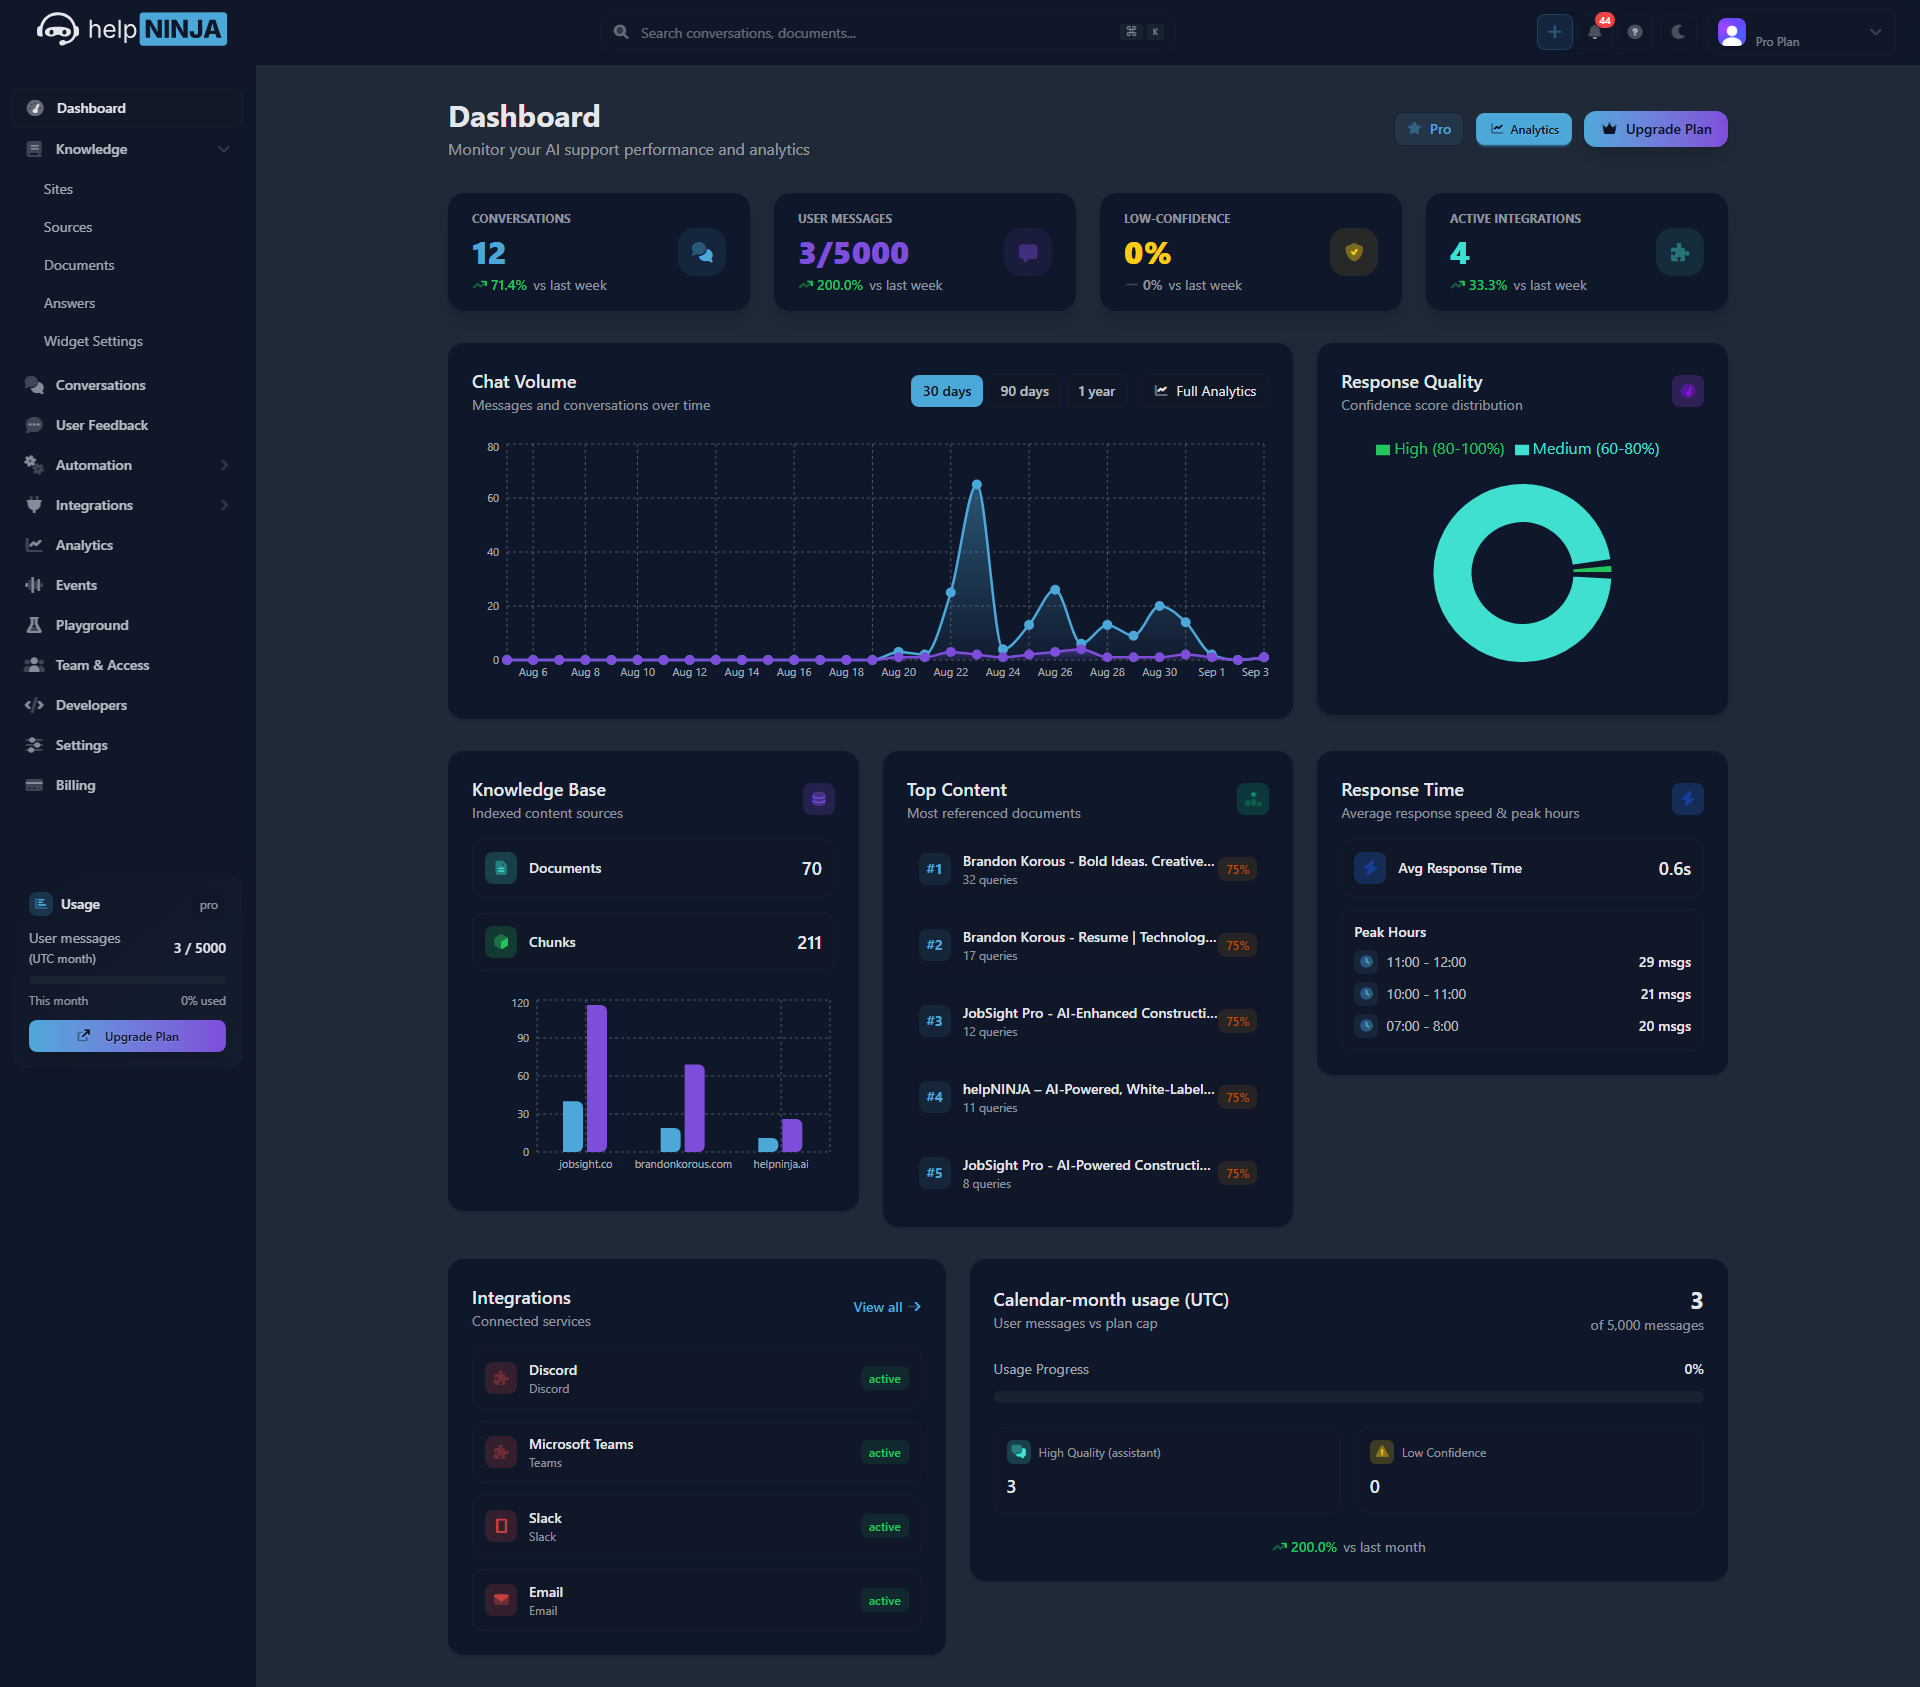 help NINJA
Search conversations, documents...
⌘ K
44
Pro Plan
Dashboard
Knowledge
Sites
Sources
Documents
Answers
Widget Settings
Conversations
User Feedback
Automation
Integrations
Analytics
Events
Playground
Team & Access
Developers
Settings
Billing
Usage
pro
User messages
(UTC month)
3 / 5000
This month
0% used
Upgrade Plan
Dashboard
Monitor your AI support performance and analytics
Pro
Analytics
Upgrade Plan
CONVERSATIONS
12
71.4% vs last week
USER MESSAGES
3/5000
200.0% vs last week
LOW-CONFIDENCE
0%
0% vs last week
ACTIVE INTEGRATIONS
4
33.3% vs last week
Chat Volume
Messages and conversations over time
30 days
90 days
1 year
Full Analytics
80
60
40
20
0
Aug 6
Aug 8
Aug 10
Aug 12
Aug 14
Aug 16
Aug 18
Aug 20
Aug 22
Aug 24
Aug 26
Aug 28
Aug 30
Sep 1
Sep 3
Response Quality
Confidence score distribution
High (80-100%)
Medium (60-80%)
Knowledge Base
Indexed content sources
Documents
70
Chunks
211
120
90
60
30
0
jobsight.co
brandonkorous.com
helpninja.ai
Top Content
Most referenced documents
#1
Brandon Korous - Bold Ideas. Creative...
32 queries
75%
#2
Brandon Korous - Resume | Technolog...
17 queries
75%
#3
JobSight Pro - AI-Enhanced Constructi...
12 queries
75%
#4
helpNINJA – AI-Powered, White-Label...
11 queries
75%
#5
JobSight Pro - AI-Powered Constructi...
8 queries
75%
Response Time
Average response speed & peak hours
Avg Response Time
0.6s
Peak Hours
11:00 - 12:00
29 msgs
10:00 - 11:00
21 msgs
07:00 - 8:00
20 msgs
Integrations
Connected services
View all
Discord
Discord
active
Microsoft Teams
Teams
active
Slack
Slack
active
Email
Email
active
Calendar-month usage (UTC)
User messages vs plan cap
3
of 5,000 messages
Usage Progress
0%
High Quality (assistant)
3
Low Confidence
0
200.0% vs last month